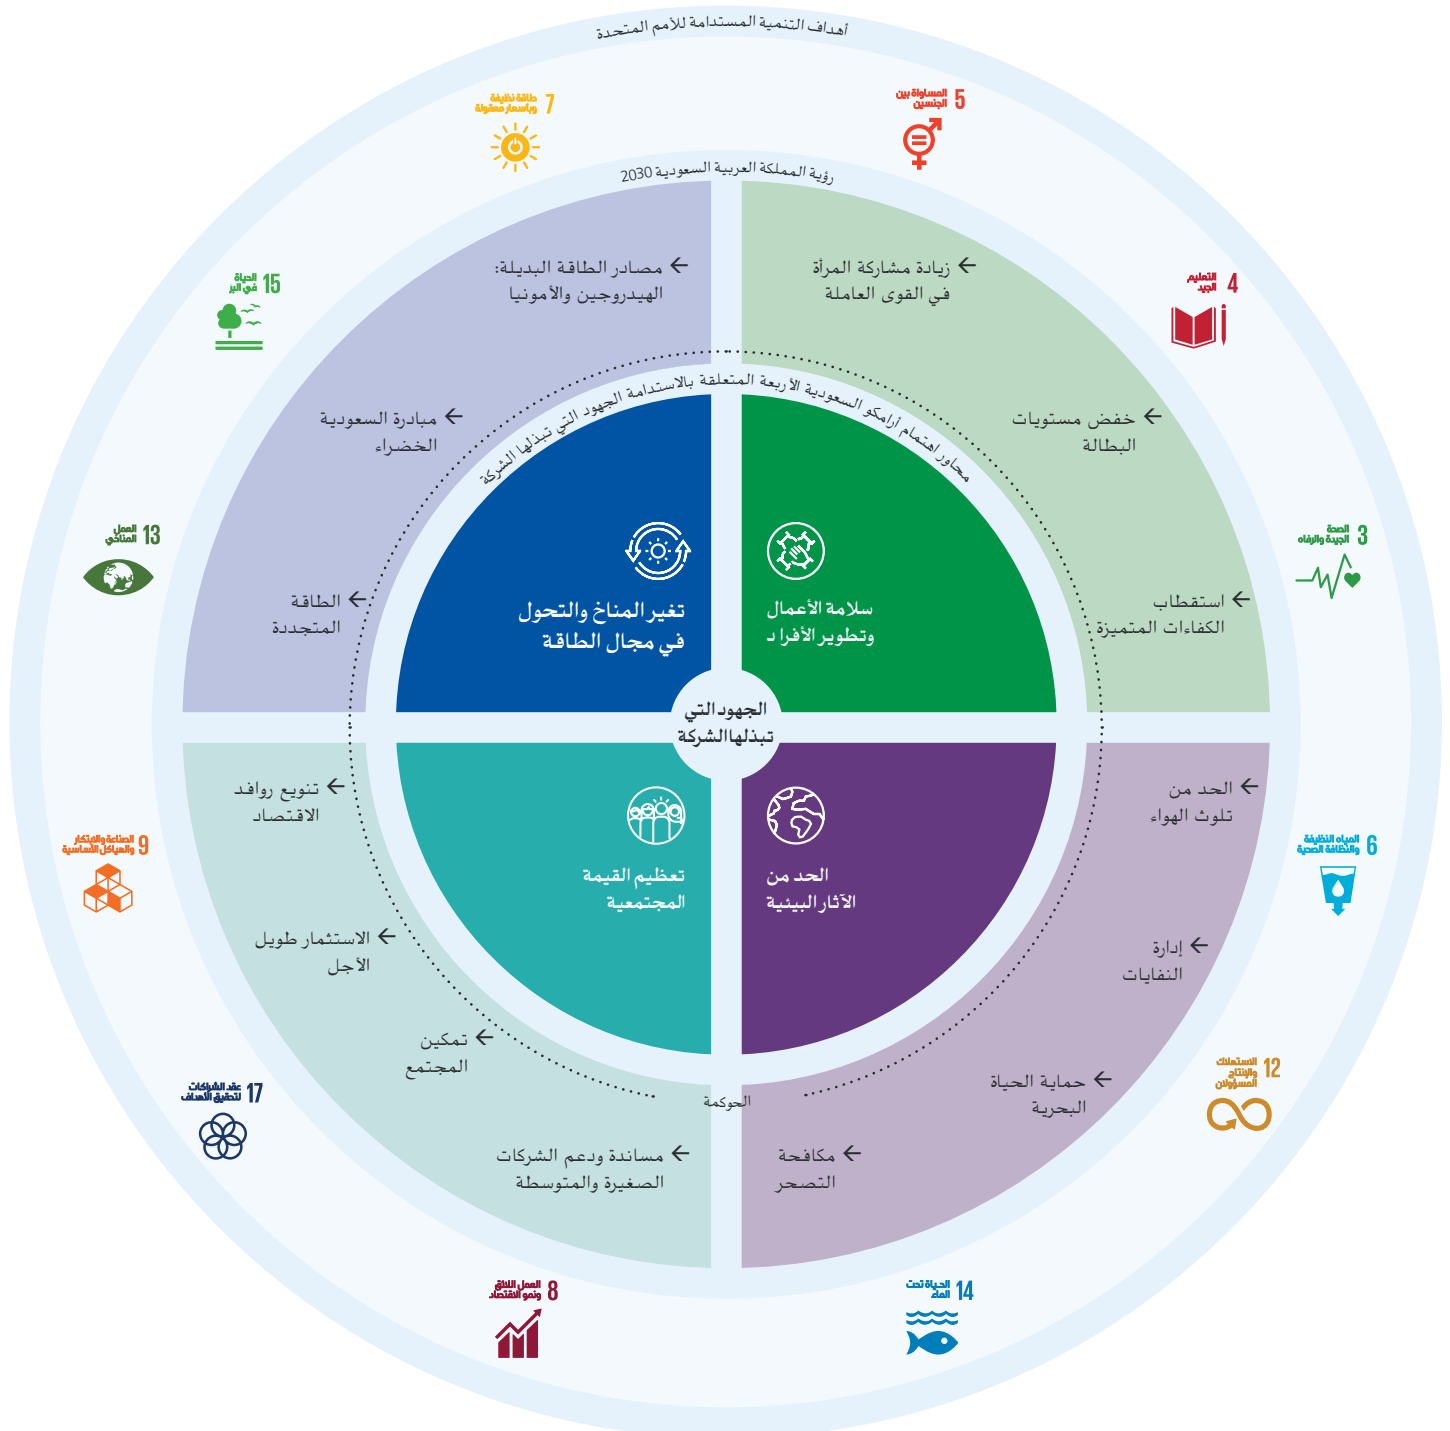 أهداف التنمية المستدامة للأمم المتحدة
5 المساواة بين
الجنسين
7 طاقة نظيفة
وبأسعار معقولة
رؤية المملكة العربية السعودية 2030
4 التعليم
الجيد
15 الحياة
في البر
3 الصحة
الجيدة والرفاه
13 العمل
المناخي
6 المياه النظيفة
والنظافة الصحية
9 الصناعة والابتكار
والهياكل الأساسية
12 الاستهلاك
والإنتاج
المسؤولان
17 عقد الشراكات
لتحقيق الأهداف
14 الحياة تحت
الماء
8 العمل اللائق
ونمو الاقتصاد
← زيادة مشاركة المرأة
في القوى العاملة
← خفض مستويات
البطالة
← استقطاب
الكفاءات المتميزة
← مصادر الطاقة البديلة:
الهيدروجين والأمونيا
← مبادرة السعودية
الخضراء
← الطاقة
المتجددة
محاور اهتمام أرامكو السعودية الأربعة المتعلقة بالاستدامة الجهود التي تبذلها الشركة
سلامة الأعمال
وتطوير الأفرا د
تغير المناخ والتحول
في مجال الطاقة
الجهود التي
تبذلها الشركة
الحد من
الآثار البيئية
تعظيم القيمة
المجتمعية
← الحد من
تلوث الهواء
← إدارة
النفايات
← حماية الحياة
البحرية
← مكافحة
التصحر
← تنويع روافد
الاقتصاد
← الاستثمار طويل
الأجل
← تمكين
المجتمع
← مساندة ودعم الشركات
الصغيرة والمتوسطة
الحوكمة